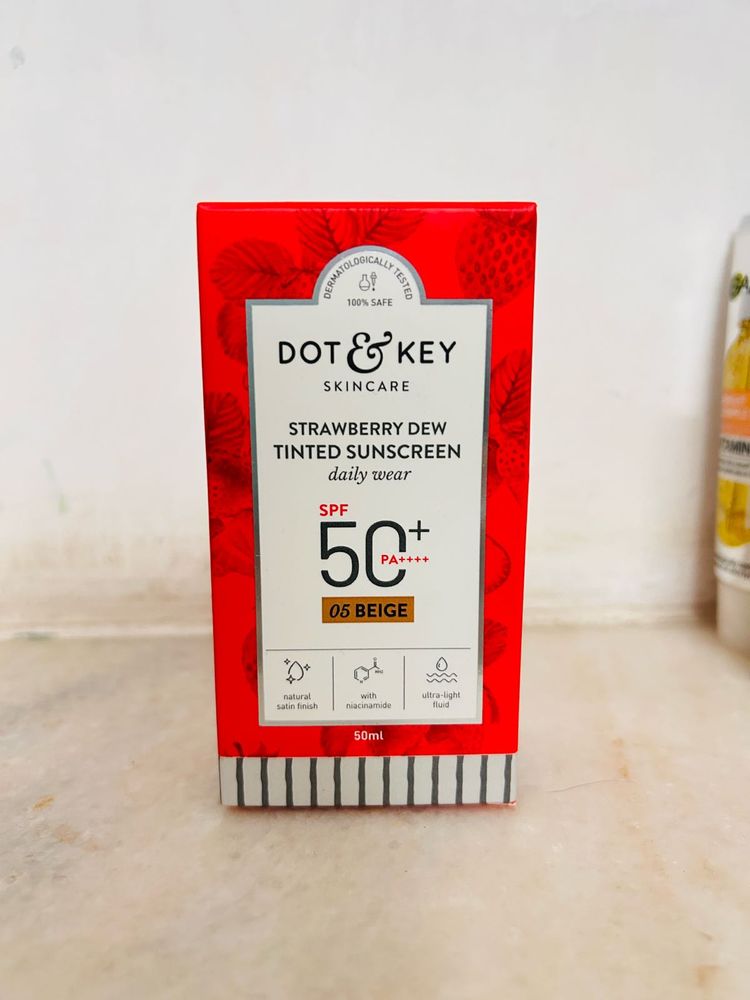 DERMATOLOGICALLY TESTED
100% SAFE
DOT & KEY
SKINCARE
STRAWBERRY DEW
TINTED SUNSCREEN
daily wear
SPF
50+
PA++++
05 BEIGE
natural
satin finish
with
niacinamide
ultra-light
fluid
50ml